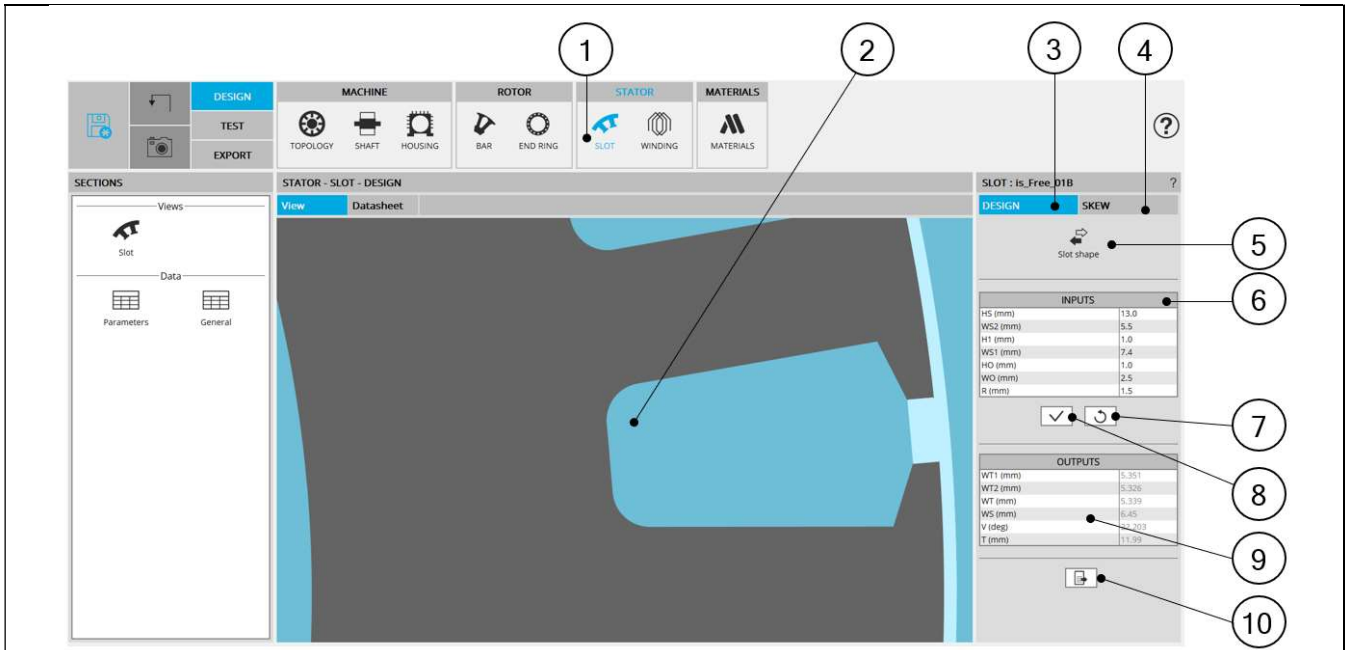 1
2
3
4
DESIGN
TEST
EXPORT
MACHINE
TOPOLOGY SHAFT HOUSING
ROTOR
BAR END RING
STATOR
SLOT WINDING
MATERIALS
MATERIALS
?
SECTIONS
Views
Slot
Data
Parameters General
STATOR - SLOT - DESIGN
View Datasheet
SLOT : is_Free_01B ?
DESIGN SKEW
Slot shape
5
INPUTS
6
HS (mm) 13.0
WS2 (mm) 5.5
H1 (mm) 1.0
WS1 (mm) 7.4
HO (mm) 1.0
WO (mm) 2.5
R (mm) 1.5
7
OUTPUTS
8
WT1 (mm) 5.351
WT2 (mm) 5.326
WT (mm) 5.339
WS (mm) 6.45
V (deg)
T (mm) 11.99
9
10